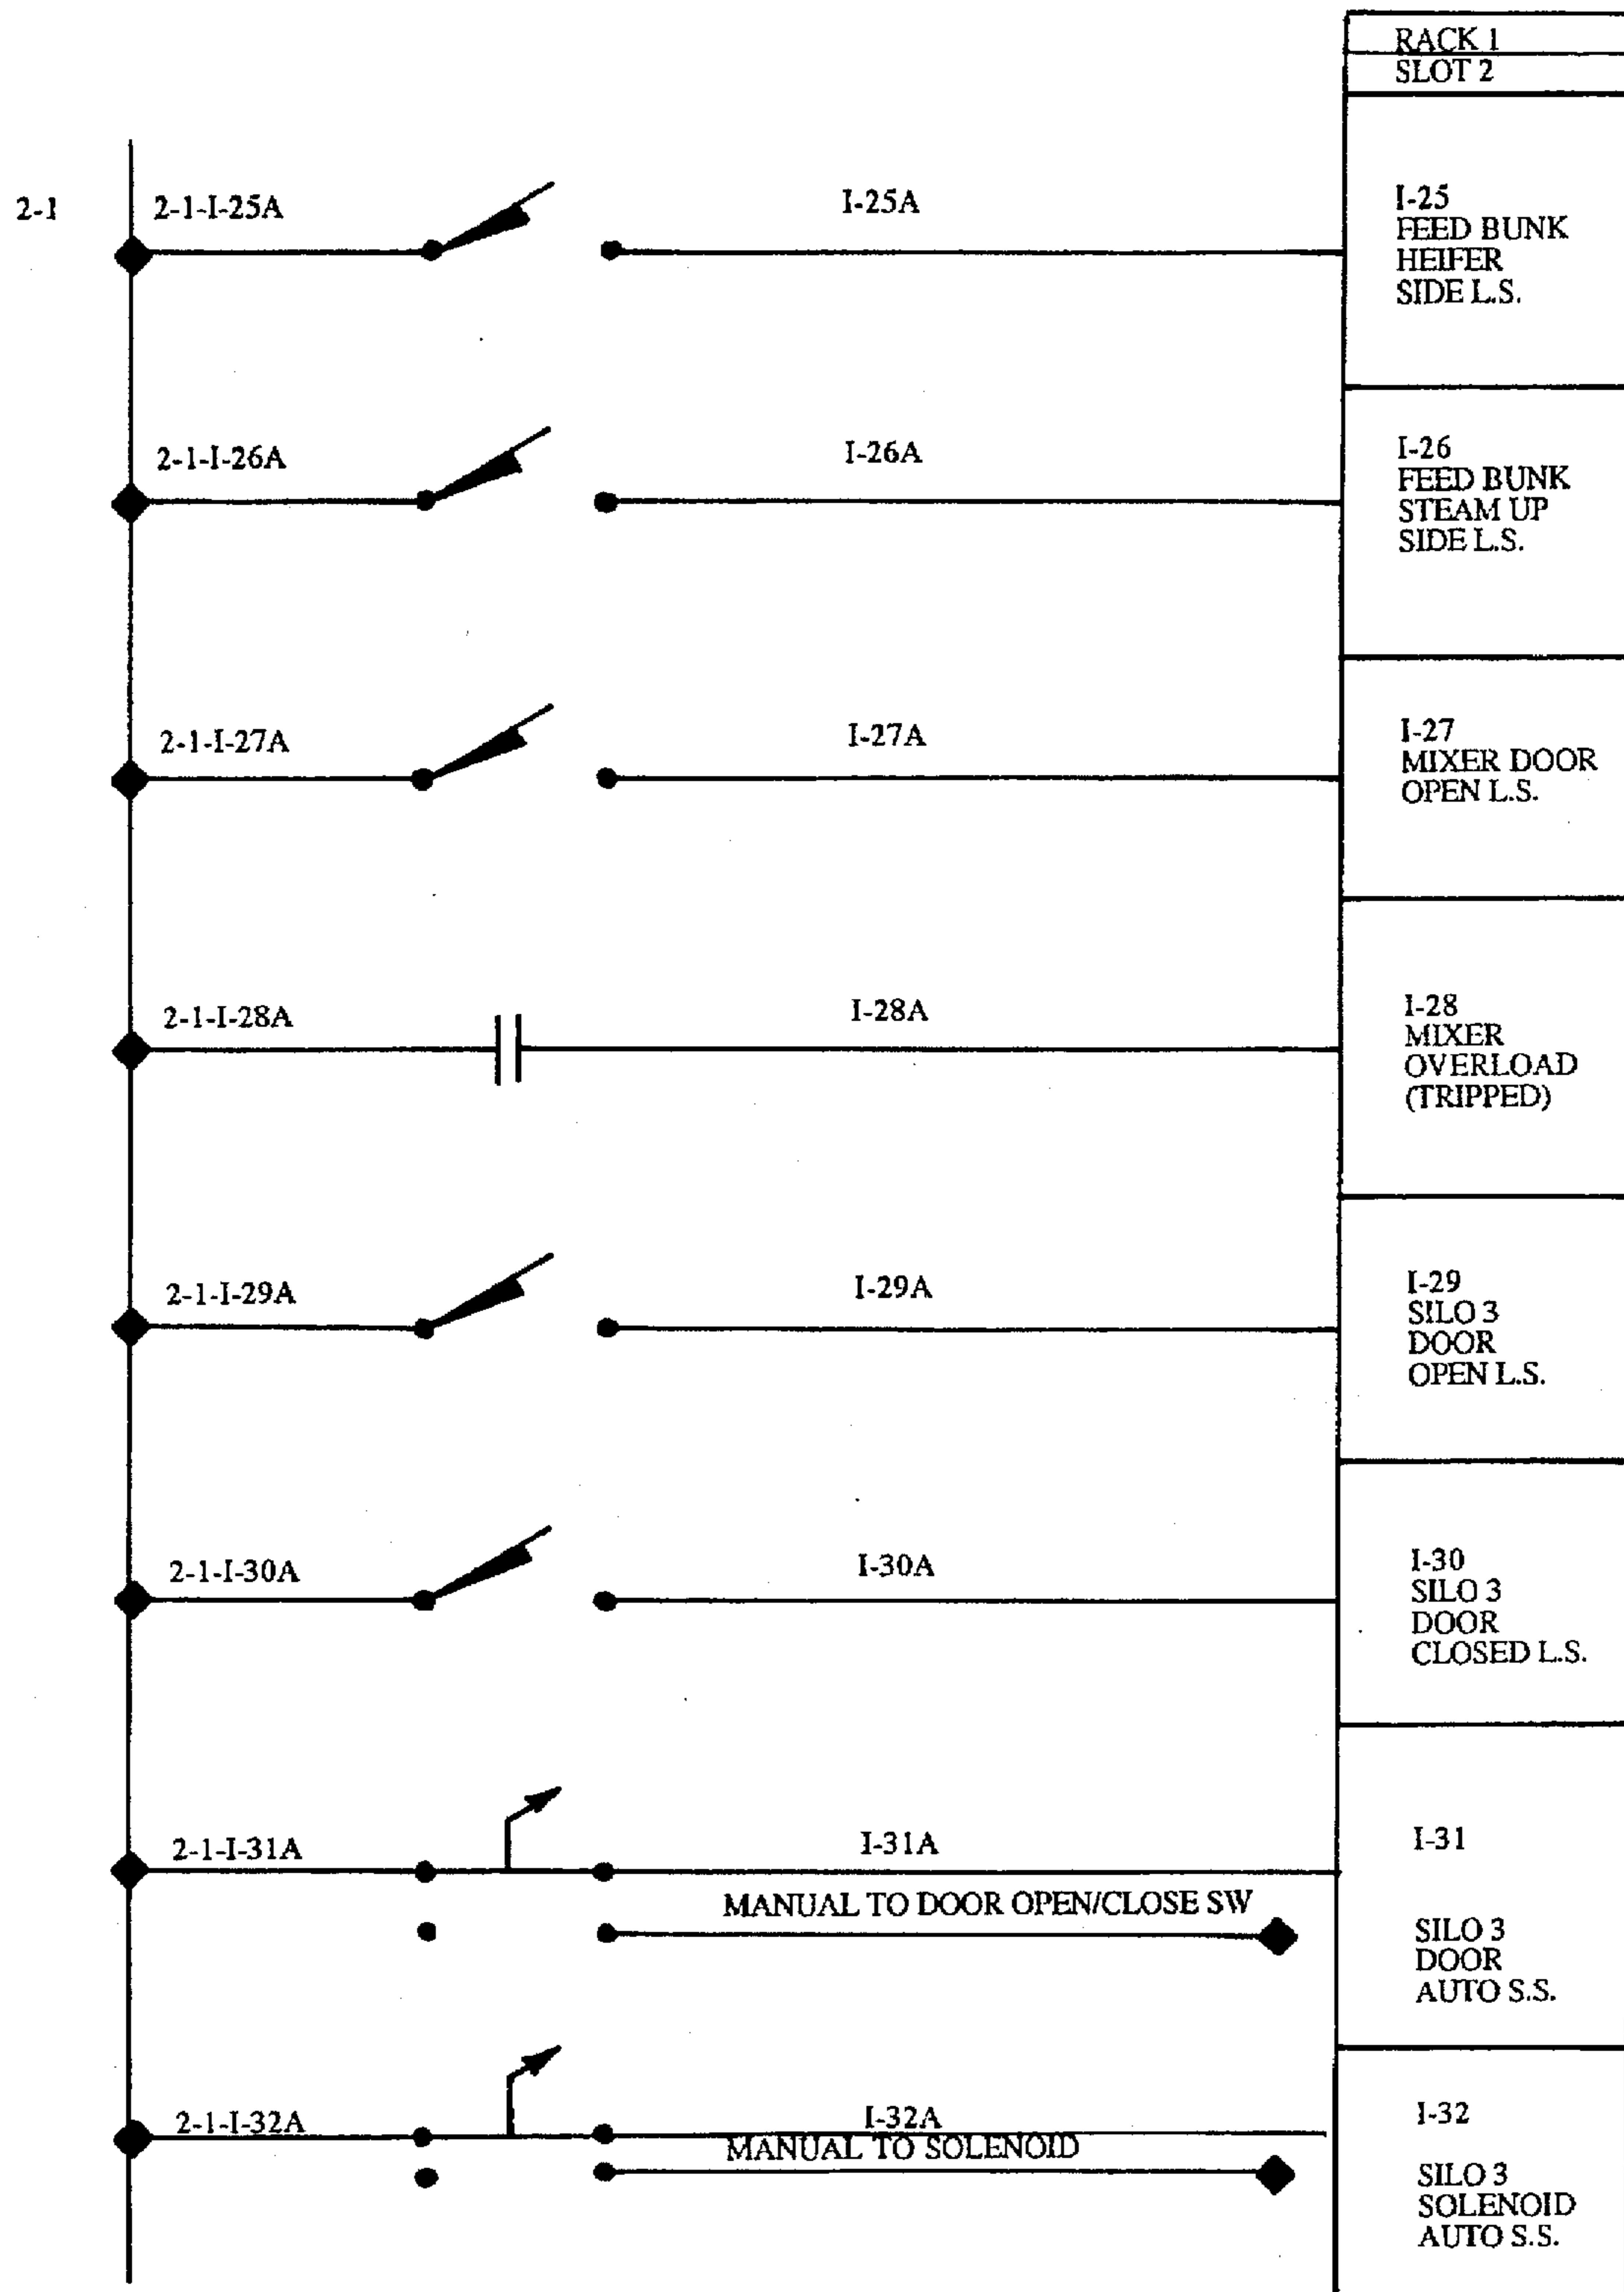 RACK 1
SLOT 2
2-1
2-1-I-25A
I-25A
I-25
FEED BUNK
HEIFER
SIDE L.S.
2-1-I-26A
I-26A
I-26
FEED BUNK
STEAM UP
SIDE L.S.
2-1-I-27A
I-27A
I-27
MIXER DOOR
OPEN L.S.
2-1-I-28A
I-28A
I-28
MIXER
OVERLOAD
(TRIPPED)
2-1-I-29A
I-29A
I-29
SILO 3
DOOR
OPEN L.S.
2-1-I-30A
I-30A
I-30
SILO 3
DOOR
CLOSED L.S.
2-1-I-31A
I-31A
I-31
MANUAL TO DOOR OPEN/CLOSE SW
SILO 3
DOOR
AUTO S.S.
2-1-I-32A
I-32A
I-32
MANUAL TO SOLENOID
SILO 3
SOLENOID
AUTO S.S.